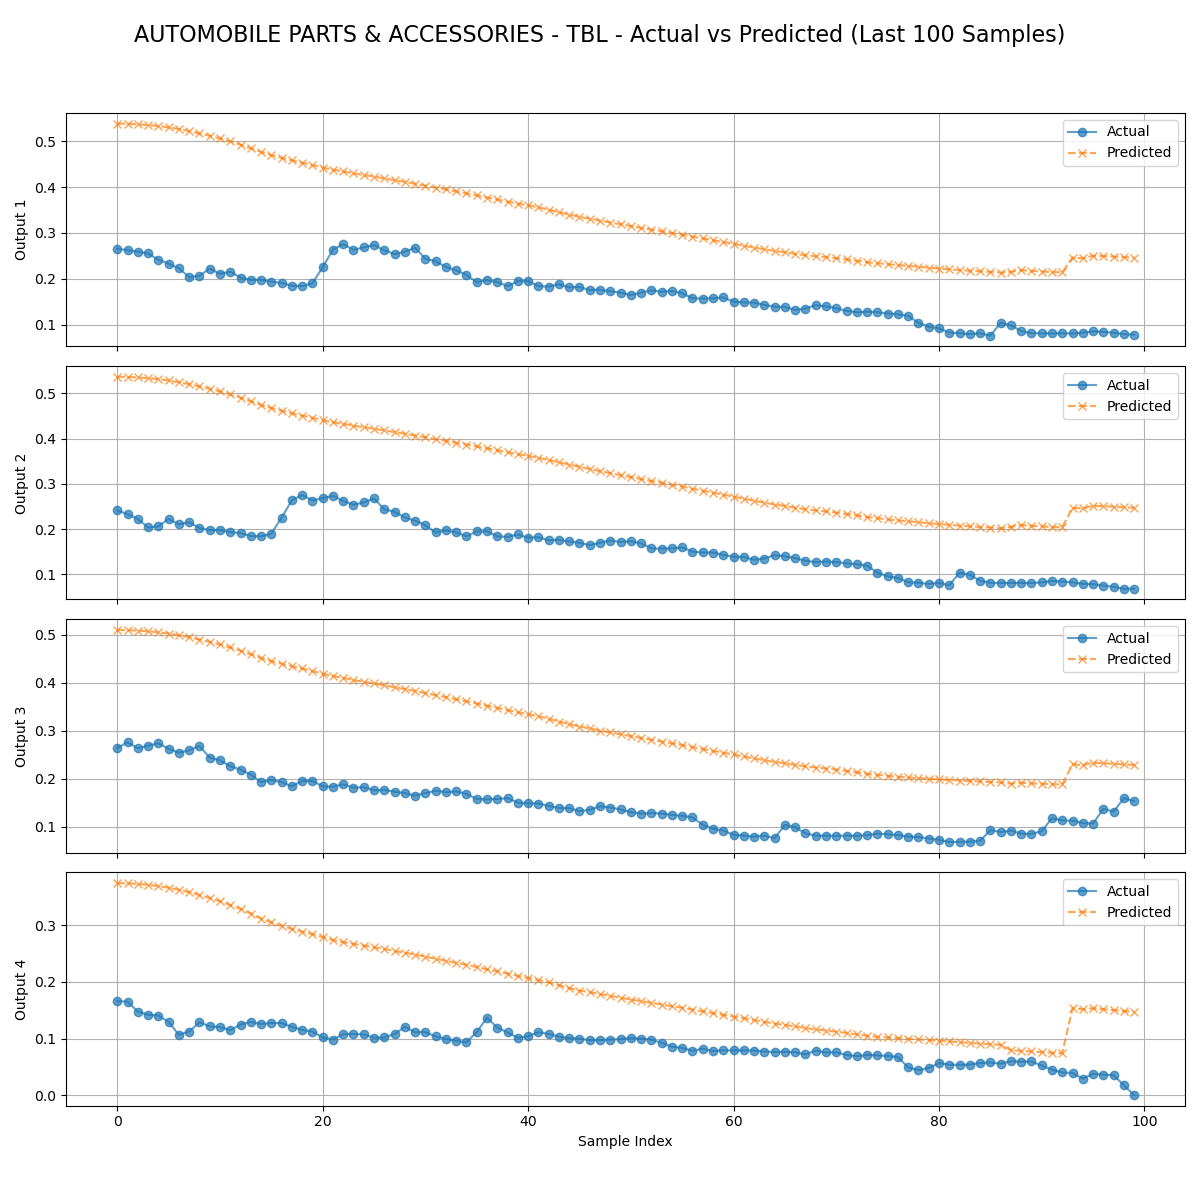 AUTOMOBILE PARTS & ACCESSORIES - TBL - Actual vs Predicted (Last 100 Samples)
Output 1
0.5
0.4
0.3
0.2
0.1
Actual
Predicted
Output 2
0.5
0.4
0.3
0.2
0.1
Actual
Predicted
Output 3
0.5
0.4
0.3
0.2
0.1
Actual
Predicted
Output 4
0.3
0.2
0.1
0.0
Actual
Predicted
0 20 40 60 80 100
Sample Index